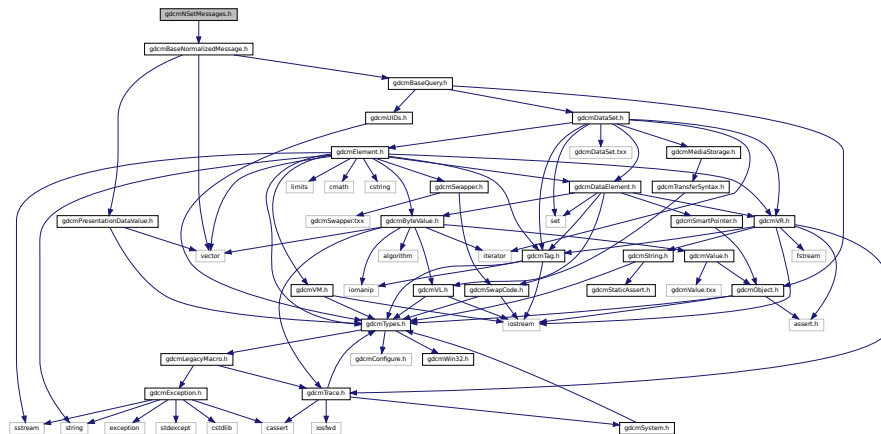 gdcmNSetMessages.h
gdcmBaseNormalizedMessage.h
gdcmBaseQuery.h
gdcmUIDs.h
gdcmDataSet.h
gdcmElement.h
gdcmDataSet.txx
gdcmMediaStorage.h
limits
cmath
cstring
gdcmSwapper.h
gdcmDataElement.h
gdcmTransferSyntax.h
gdcmPresentationDataValue.h
gdcmSwapper.txx
gdcmByteValue.h
set
gdcmSmartPointer.h
gdcmVR.h
vector
algorithm
iterator
gdcmTag.h
gdcmString.h
gdcmValue.h
fstream
gdcmVM.h
iomanip
gdcmVL.h
gdcmSwapCode.h
gdcmStaticAssert.h
gdcmValue.txx
gdcmObject.h
gdcmTypes.h
iostream
assert.h
gdcmLegacyMacro.h
gdcmConfigure.h
gdcmWin32.h
gdcmException.h
gdcmTrace.h
sstream
string
exception
stdexcept
cstdlib
cassert
iosfwd
gdcmSystem.h